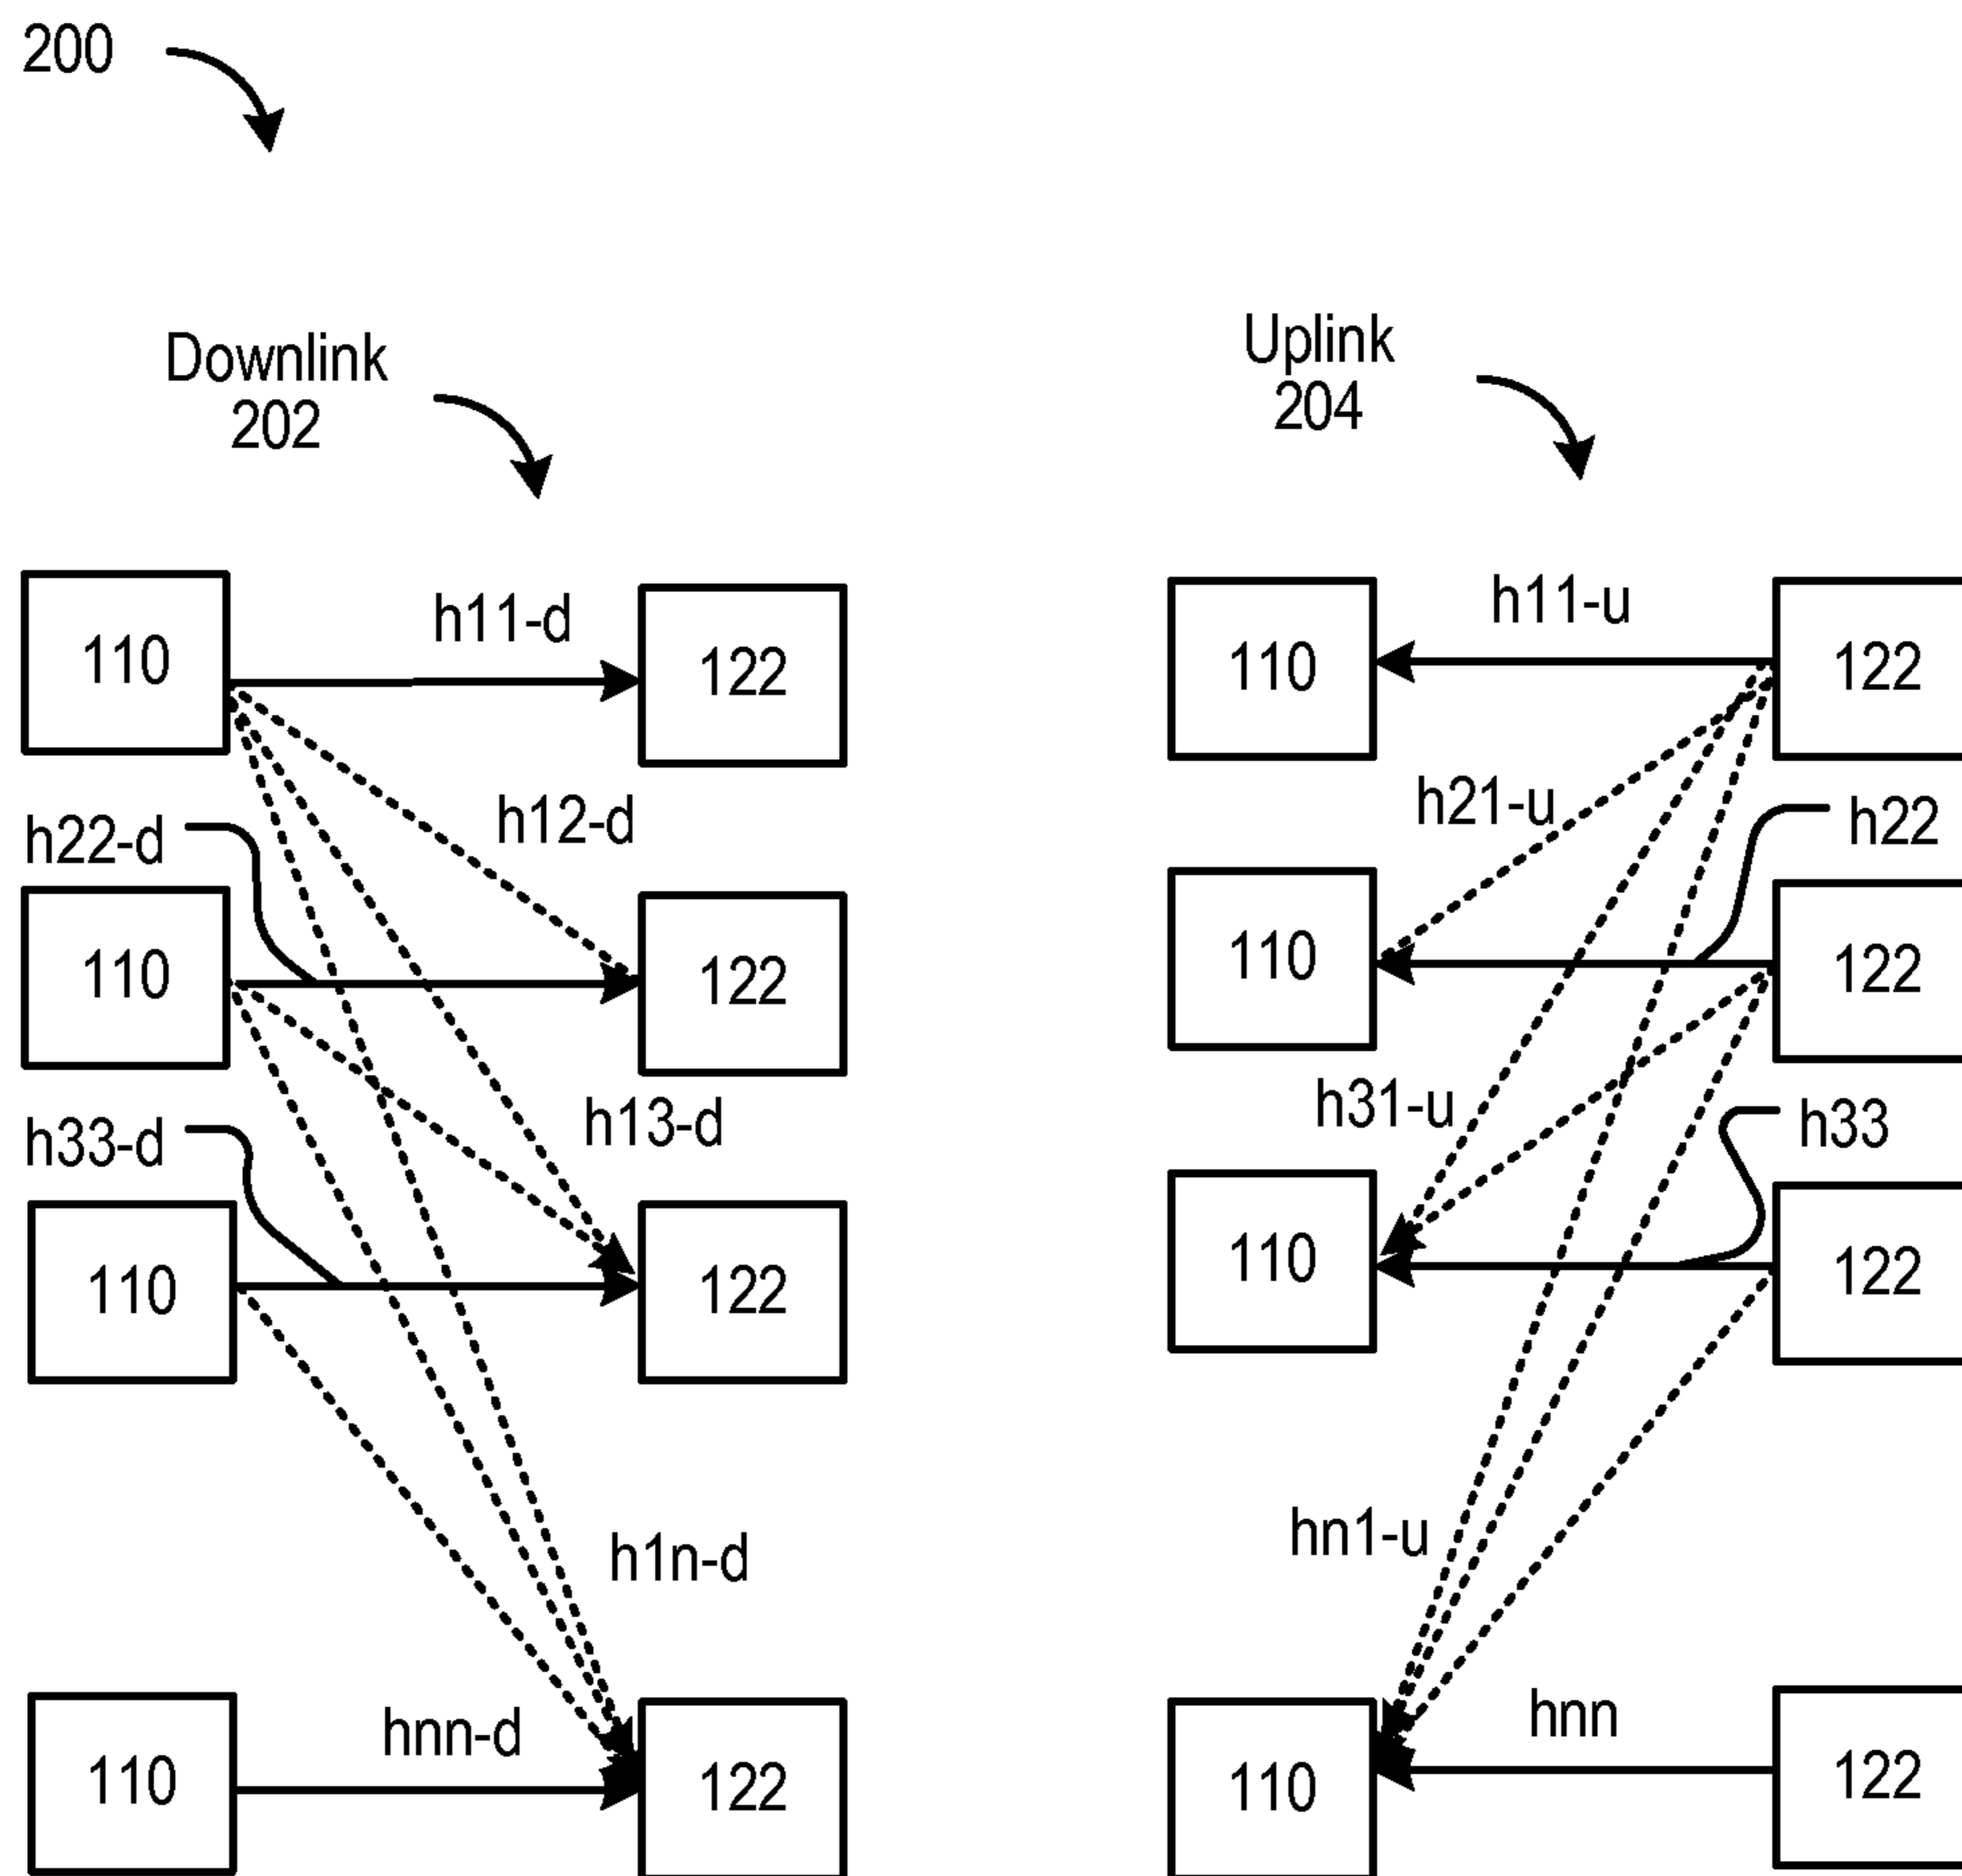 200
Downlink
202
Uplink
204
h11-d
h11-u
110
122
110
122
h12-d
h21-u
h22-d
h22
110
122
110
122
h13-d
h31-u
h33-d
h33
110
122
110
122
h1n-d
hn1-u
hnn-d
hnn
110
122
110
122